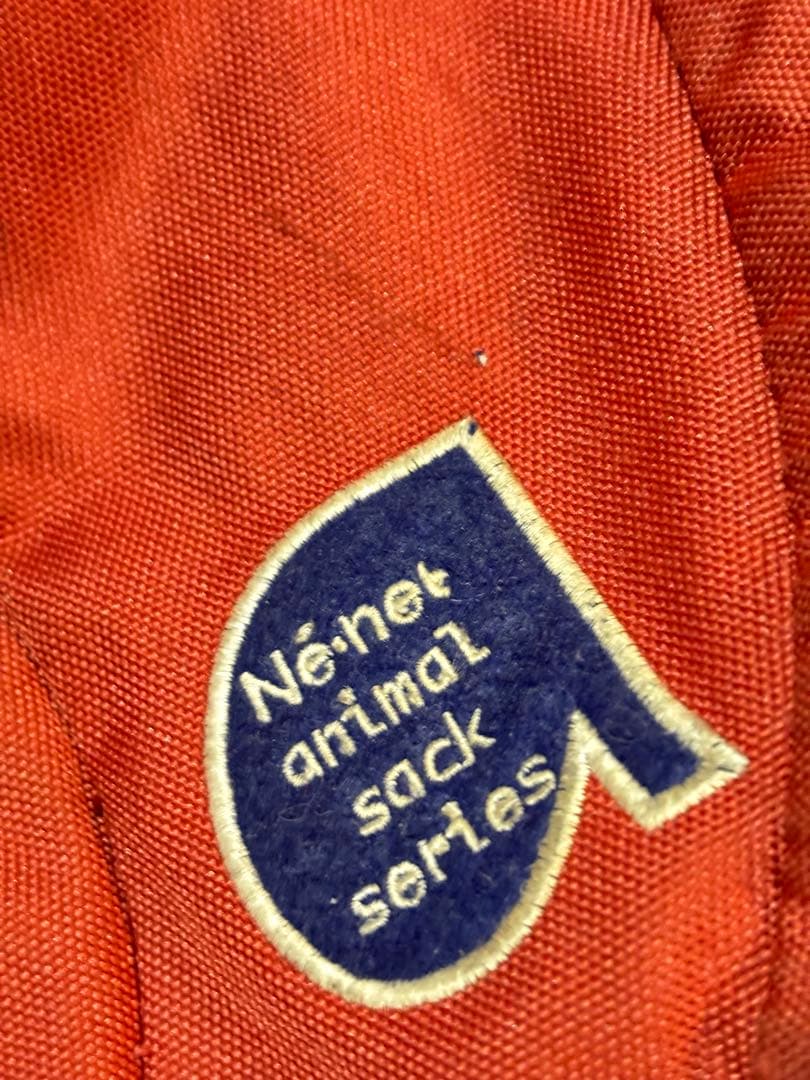 Né·net
animal
sack
series